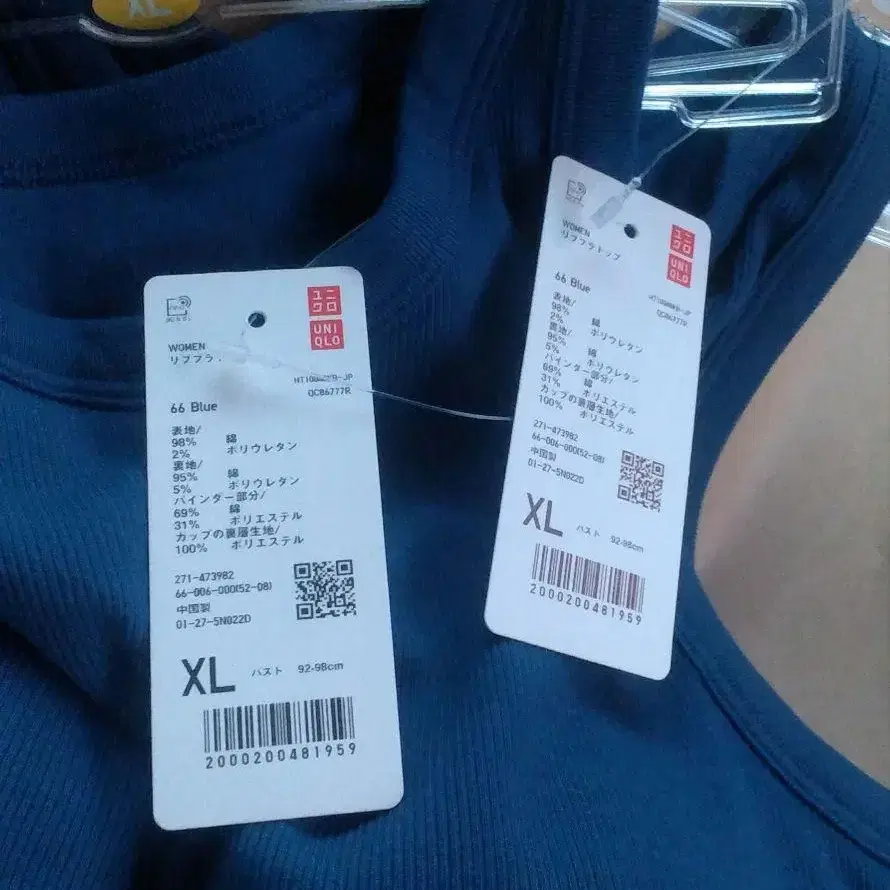 XL
ユニ
クロ
UNI
QLO
WOMEN
リブブラ
QC86777R
66 Blue
表地/
98% 綿
2% ポリウレタン
裏地/
95% 綿
5% ポリウレタン
バインダー部分/
69% 綿
31% ポリエステル
カップの裏層生地/
100% ポリエステル
271-473982
66-006-000(52-08)
中国製
01-27-5N022D
XL バスト 92-98cm
2000200481959
ユニ
クロ
UNI
QLO
WOMEN
リブブラトップ
QC86777R
66 Blue
表地/
98% 綿
2% ポリウレタン
裏地/
95% 綿
5% ポリウレタン
バインダー部分/
69% 綿
31% ポリエステル
カップの裏層生地/
100% ポリエステル
271-473982
66-006-000(52-08)
中国製
01-27-5N022D
XL バスト 92-98cm
2000200481959